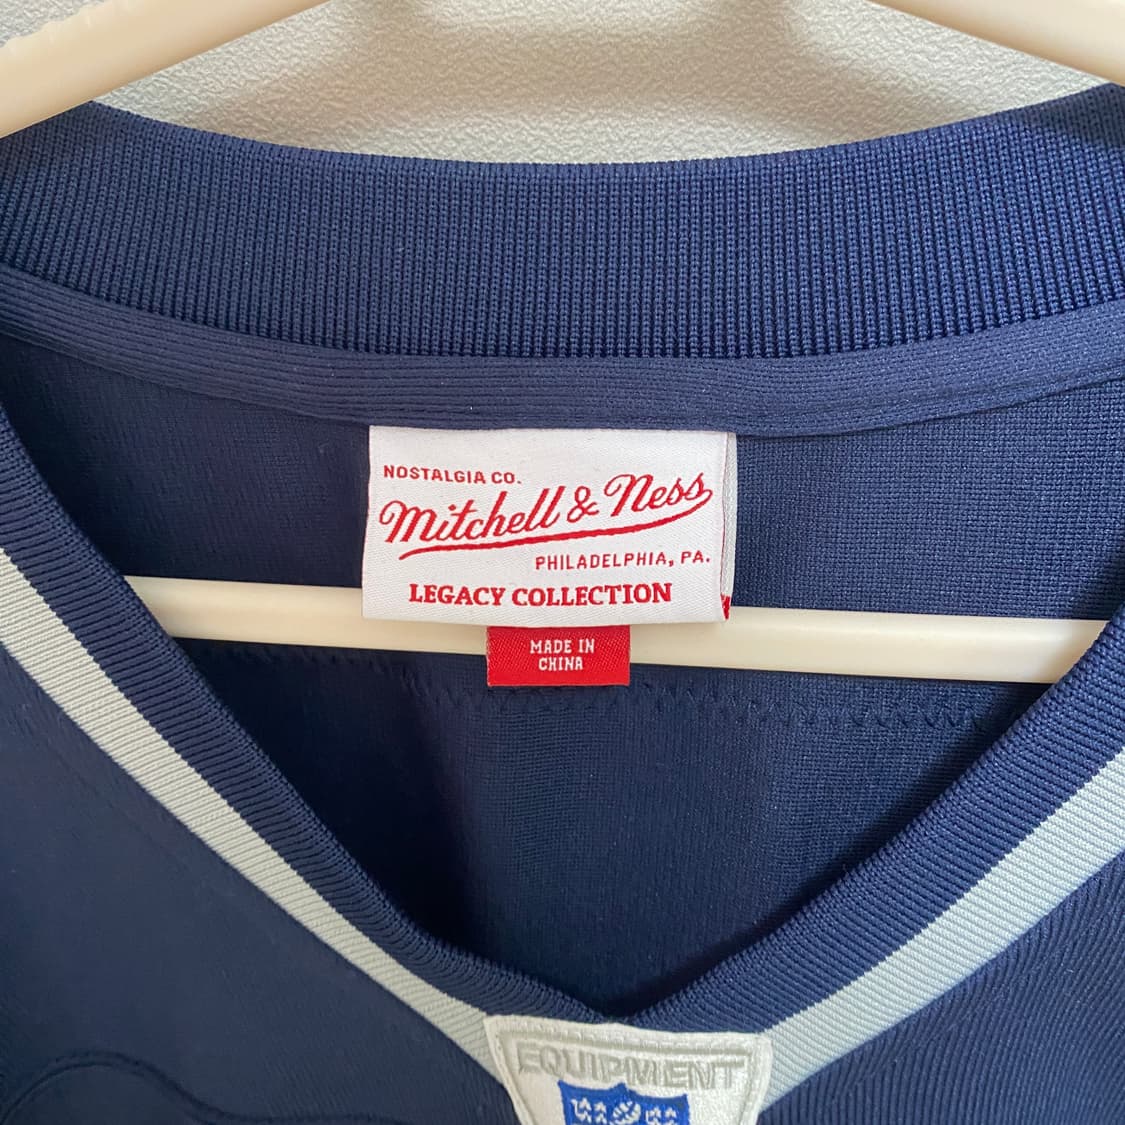 NOSTALGIA CO.
Mitchell & Ness
PHILADELPHIA, PA.
LEGACY COLLECTION
MADE IN
CHINA
EQUIPMENT